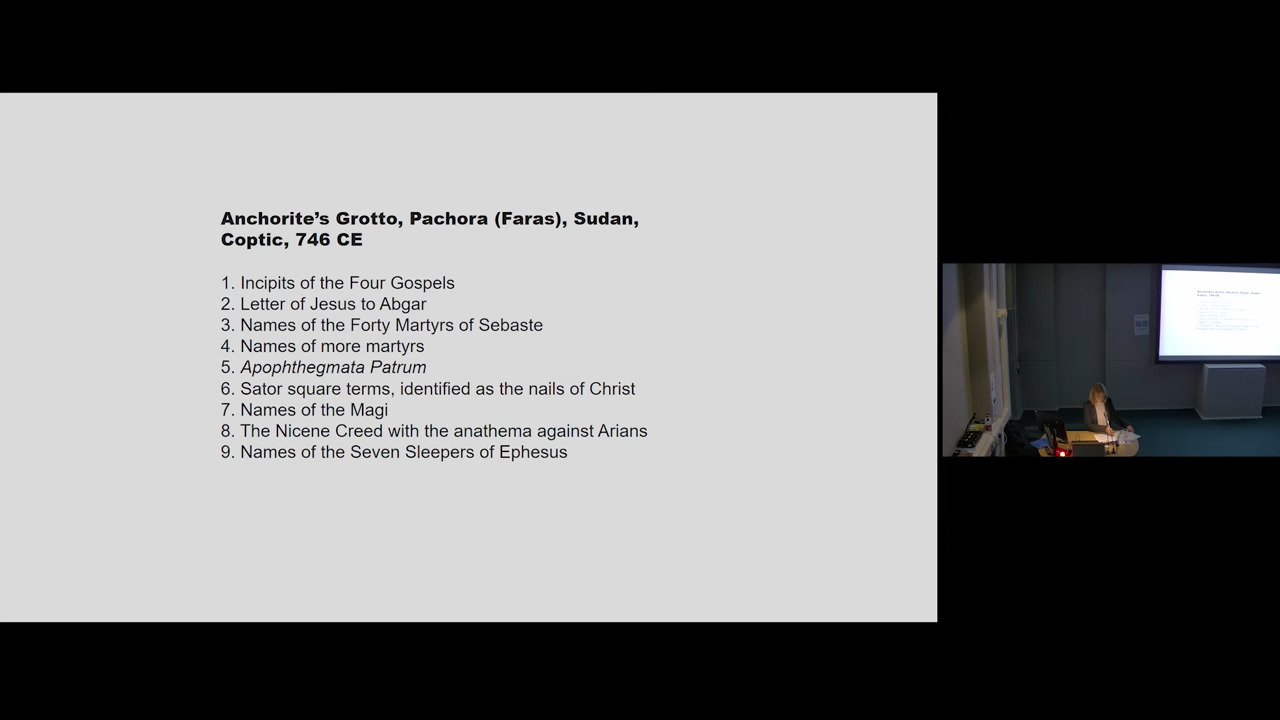 Anchorite’s Grotto, Pachora (Faras), Sudan,
Coptic, 746 CE
1. Incipits of the Four Gospels
2. Letter of Jesus to Abgar
3. Names of the Forty Martyrs of Sebaste
4. Names of more martyrs
5. Apophthegmata Patrum
6. Sator square terms, identified as the nails of Christ
7. Names of the Magi
8. The Nicene Creed with the anathema against Arians
9. Names of the Seven Sleepers of Ephesus